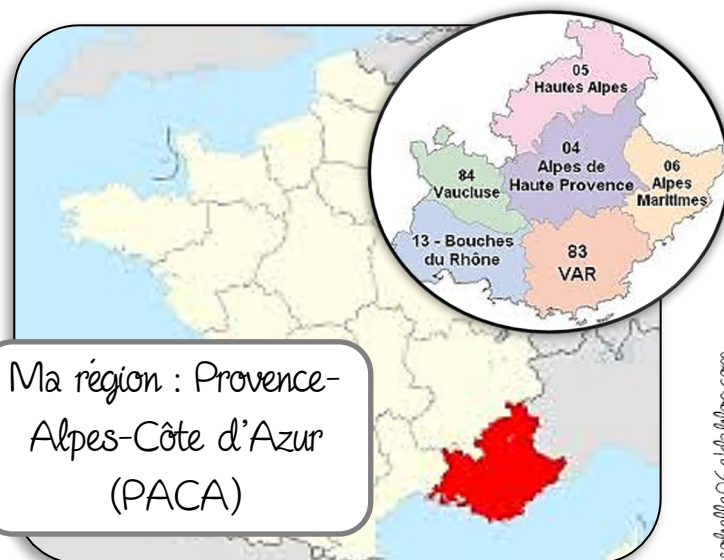 05
Hautes Alpes
04
Alpes de
Haute Provence
06
Alpes
Maritimes
84
Vaucluse
13 - Bouches
du Rhône
83
VAR
Ma région : Provence-
Alpes-Côte d'Azur
(PACA)